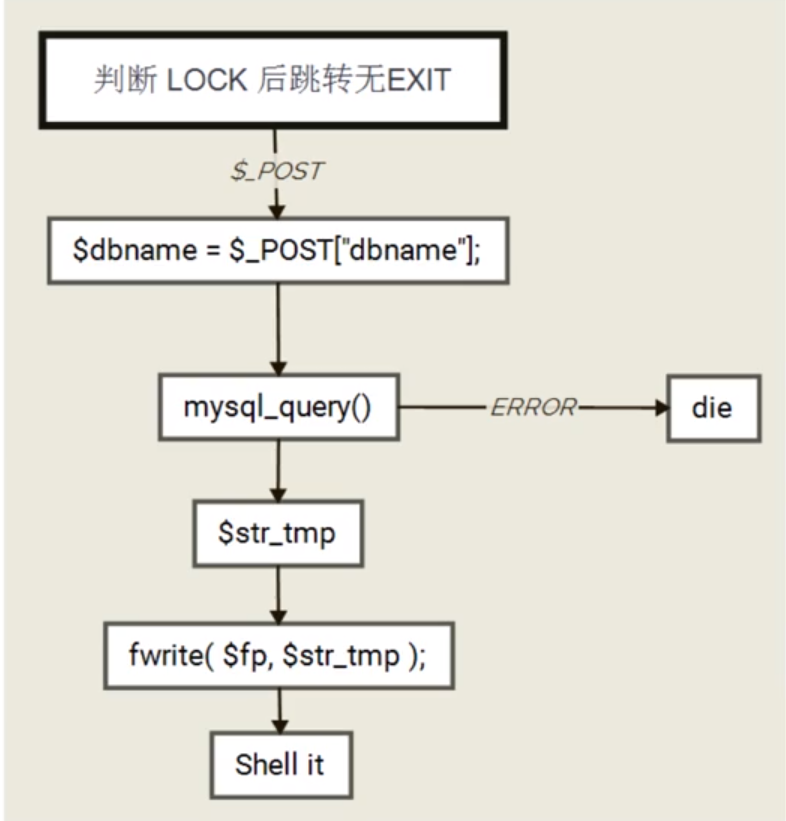 判断 LOCK 后跳转无EXIT
$_POST
$dbname = $_POST["dbname"];
mysql_query()
ERROR
die
$str_tmp
fwrite( $fp, $str_tmp );
Shell it